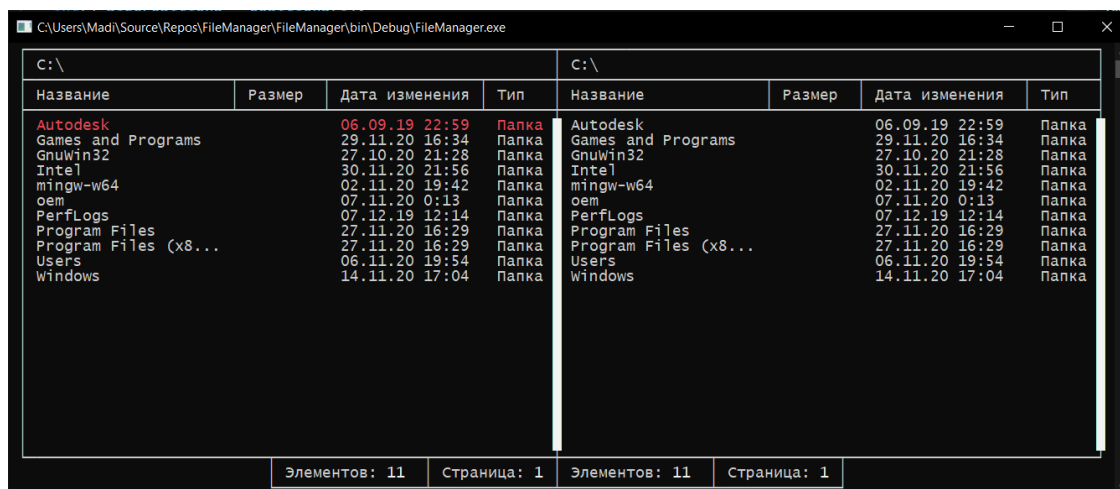 C:\Users\Madi\Source\Repos\FileManager\FileManager\bin\Debug\FileManager.exe
C:\ C:\
Название Размер Дата изменения Тип Название Размер Дата изменения Тип
Autodesk 06.09.19 22:59 Папка Autodesk 06.09.19 22:59 Папка
Games and Programs 29.11.20 16:34 Папка Games and Programs 29.11.20 16:34 Папка
GnuWin32 27.10.20 21:28 Папка GnuWin32 27.10.20 21:28 Папка
Intel 30.11.20 21:56 Папка Intel 30.11.20 21:56 Папка
mingw-w64 02.11.20 19:42 Папка mingw-w64 02.11.20 19:42 Папка
oem 07.11.20 0:13 Папка oem 07.11.20 0:13 Папка
PerfLogs 07.12.19 12:14 Папка PerfLogs 07.12.19 12:14 Папка
Program Files 27.11.20 16:29 Папка Program Files 27.11.20 16:29 Папка
Program Files (x8... 27.11.20 16:29 Папка Program Files (x8... 27.11.20 16:29 Папка
Users 06.11.20 19:54 Папка Users 06.11.20 19:54 Папка
Windows 14.11.20 17:04 Папка Windows 14.11.20 17:04 Папка
Элементов: 11 Страница: 1 Элементов: 11 Страница: 1